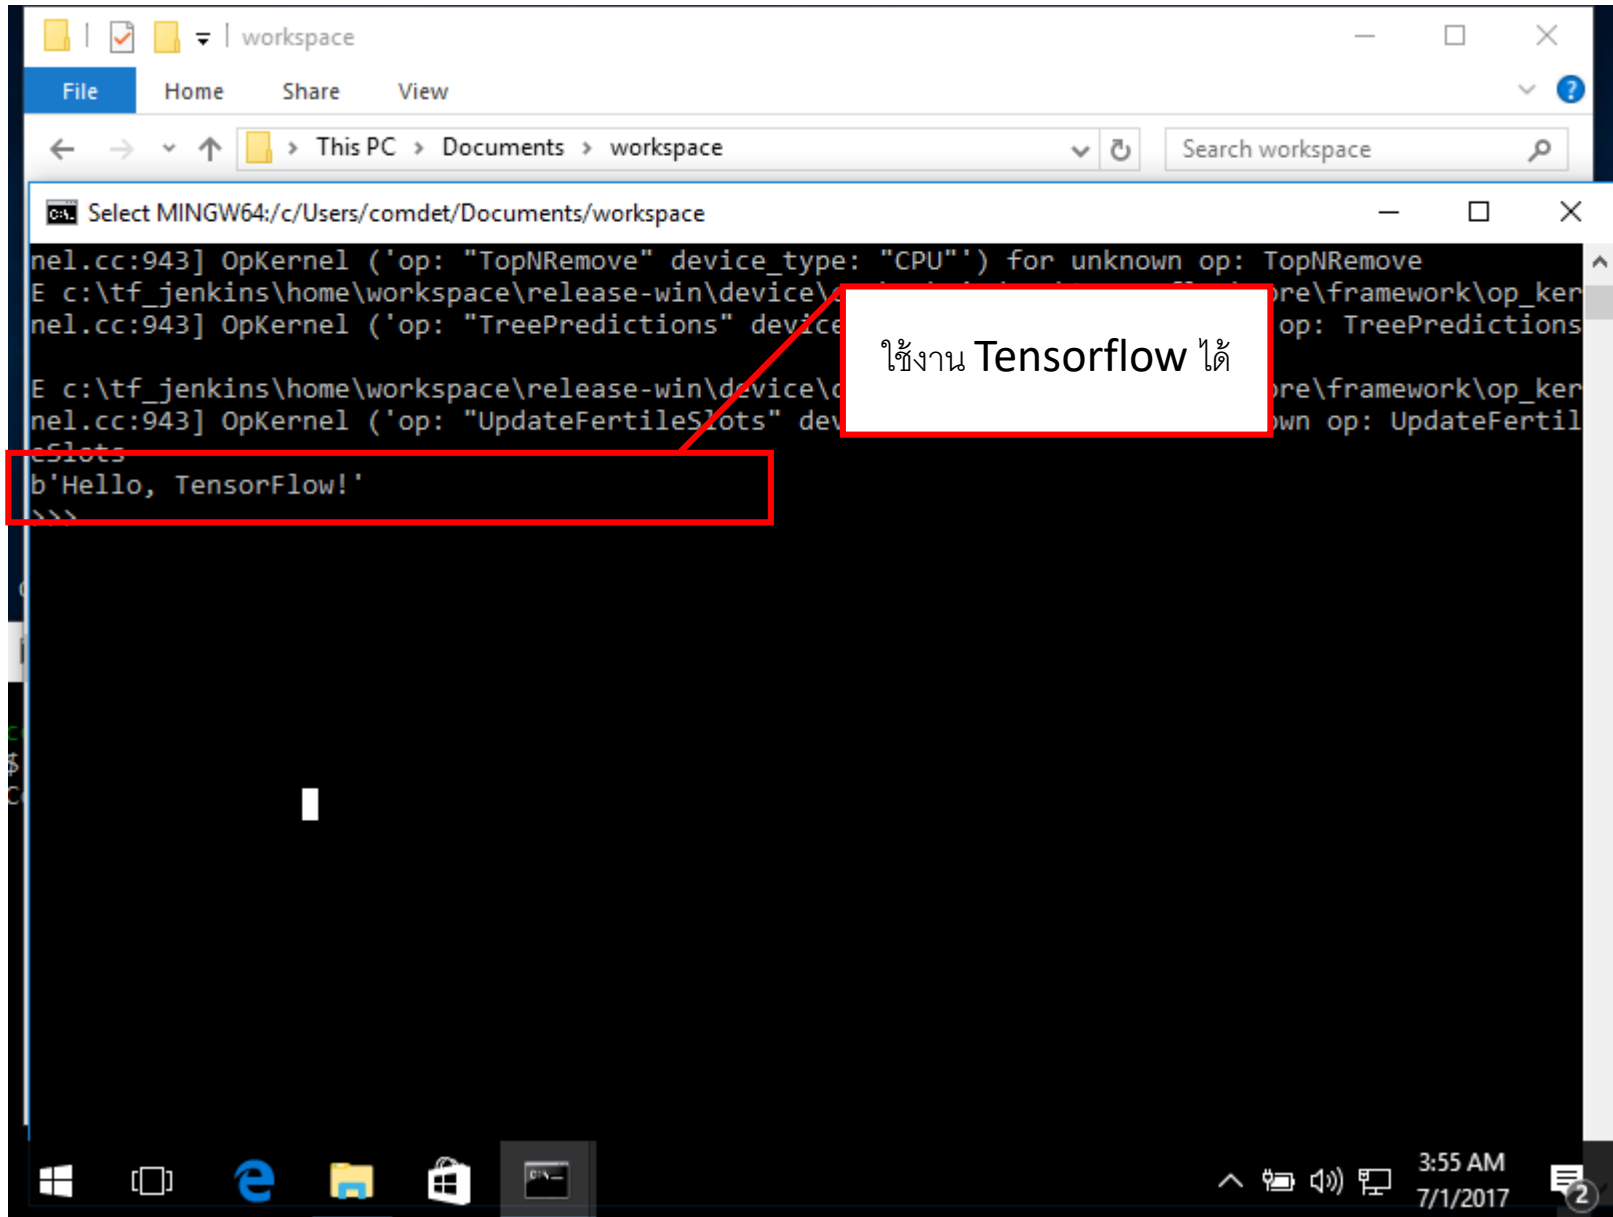 workspace
File Home Share View
This PC > Documents > workspace
Search workspace
Select MINGW64:/c/Users/comdet/Documents/workspace
nel.cc:943] OpKernel ('op: "TopNRemove" device_type: "CPU"') for unknown op: TopNRemove
E c:\tf_jenkins\home\workspace\release-win\device\ ore\framework\op_ker
nel.cc:943] OpKernel ('op: "TreePredictions" device op: TreePredictions
E c:\tf_jenkins\home\workspace\release-win\device\c ore\framework\op_ker
nel.cc:943] OpKernel ('op: "UpdateFertileSlots" dev own op: UpdateFertil
eSlots
b'Hello, TensorFlow!'
>>>
ใช้งาน Tensorflow ได้
3:55 AM
7/1/2017
2